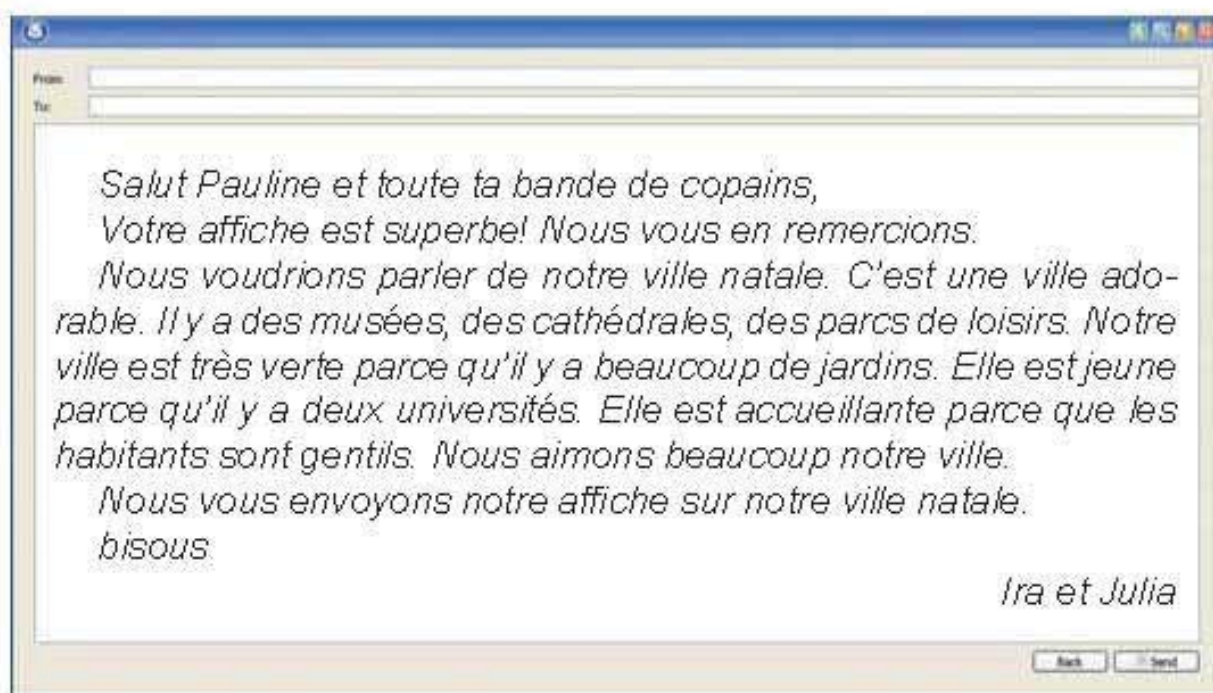 From:
To:
Salut Pauline et toute ta bande de copains,
Votre affiche est superbe! Nous vous en remercions.
Nous voudrions parler de notre ville natale. C'est une ville ado-
rable. Il y a des musées, des cathédrales, des parcs de loisirs. Notre
ville est très verte parce qu'il y a beaucoup de jardins. Elle est jeune
parce qu'il y a deux universités. Elle est accueillante parce que les
habitants sont gentils. Nous aimons beaucoup notre ville.
Nous vous envoyons notre affiche sur notre ville natale.
bisous
Ira et Julia
Back Send